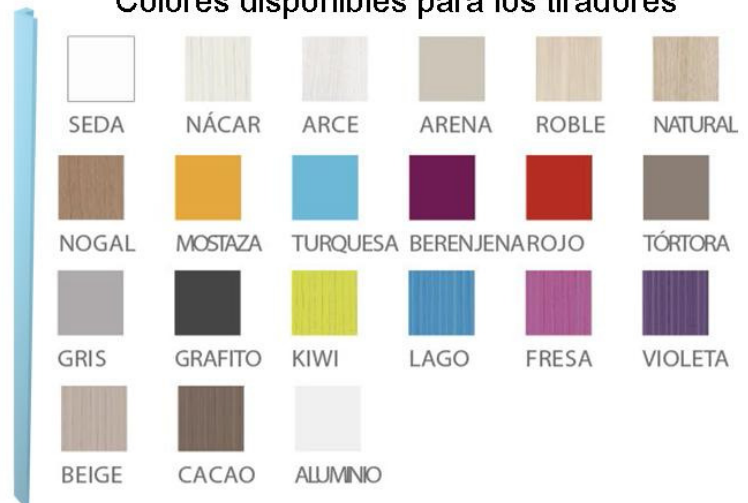 Colores disponibles para los tiradores
SEDA NÁCAR ARCE ARENA ROBLE NATURAL
NOGAL MOSTAZA TURQUESA BERENJENA ROJO TÓRTORA
GRIS GRAFITO KIWI LAGO FRESA VIOLETA
BEIGE CACAO ALUMINIO